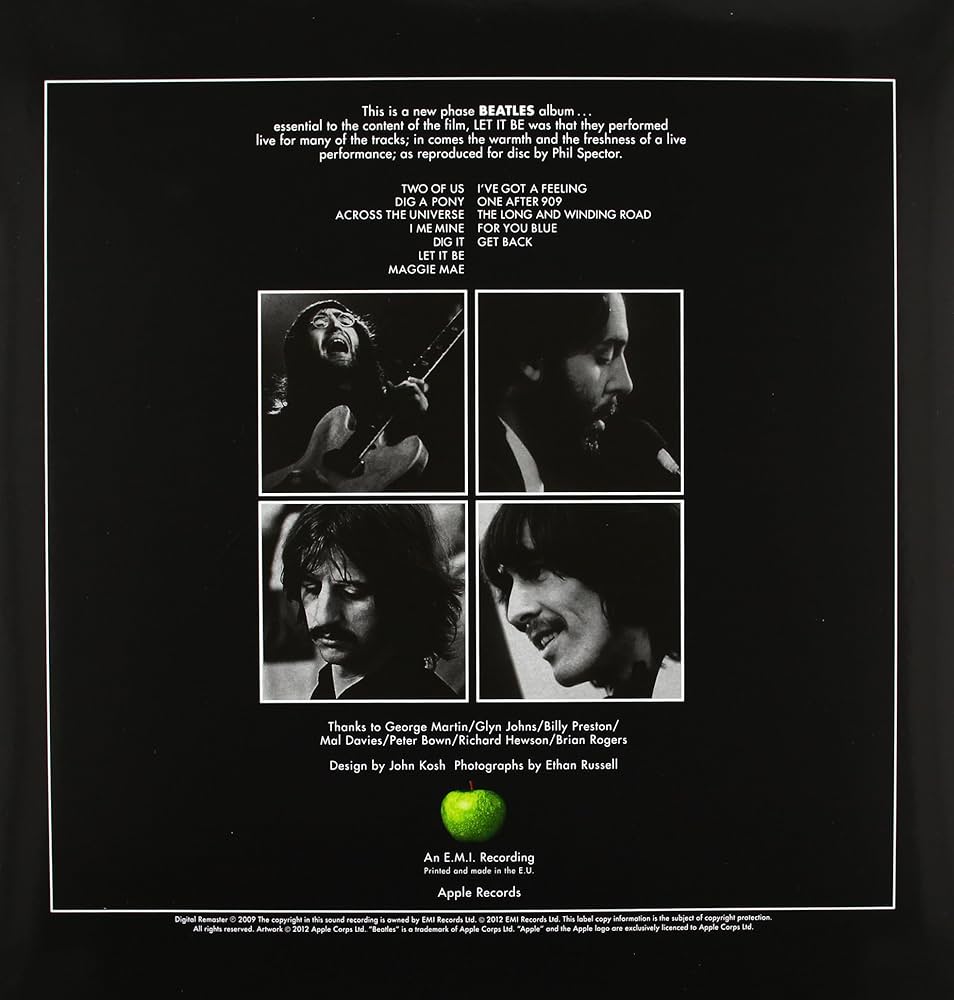 This is a new phase BEATLES album...
essential to the content of the film, LET IT BE was that they performed
live for many of the tracks; in comes the warmth and the freshness of a live
performance; as reproduced for disc by Phil Spector.
TWO OF US
DIG A PONY
ACROSS THE UNIVERSE
I ME MINE
DIG IT
LET IT BE
MAGGIE MAE
I'VE GOT A FEELING
ONE AFTER 909
THE LONG AND WINDING ROAD
FOR YOU BLUE
GET BACK
Thanks to George Martin/Glyn Johns/Billy Preston/
Mal Davies/Peter Bown/Richard Hewson/Brian Rogers
Design by John Kosh Photographs by Ethan Russell
An E.M.I. Recording
Printed and made in the E.U.
Apple Records
Digital Remaster ℗ 2009 The copyright in this sound recording is owned by EMI Records Ltd. © 2012 EMI Records Ltd. This label copy information is the subject of copyright protection.
All rights reserved. Artwork © 2012 Apple Corps Ltd. "Beatles" is a trademark of Apple Corps Ltd. "Apple" and the Apple logo are exclusively licenced to Apple Corps Ltd.